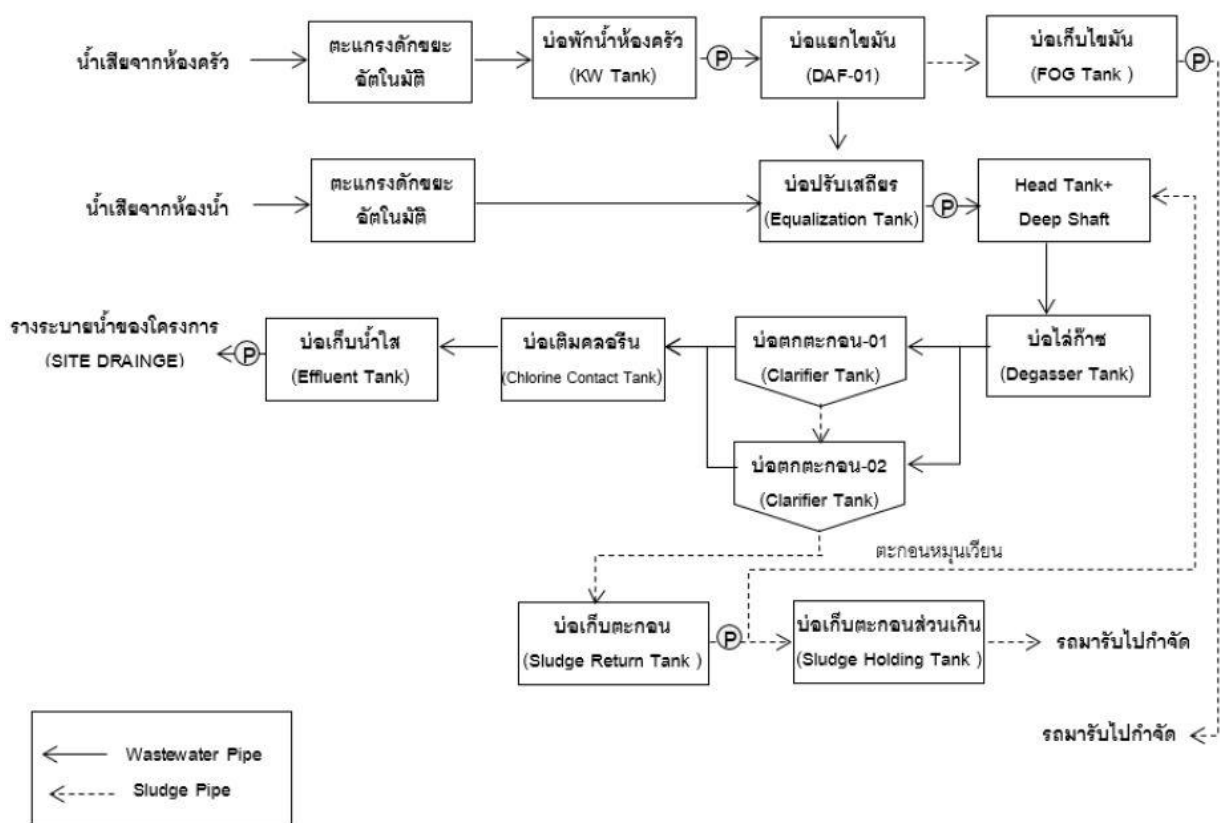 น้ำเสียจากห้องครัว
ตะแกรงดักขยะ
อัตโนมัติ
บ่อพักน้ำห้องครัว
(KW Tank)
P
บ่อแยกไขมัน
(DAF-01)
บ่อเก็บไขมัน
(FOG Tank )
P
น้ำเสียจากห้องน้ำ
ตะแกรงดักขยะ
อัตโนมัติ
บ่อปรับเสถียร
(Equalization Tank)
P
Head Tank+
Deep Shaft
รางระบายน้ำของโครงการ
(SITE DRAINGE)
P
บ่อเก็บน้ำใส
(Effluent Tank)
บ่อเติมคลอรีน
(Chlorine Contact Tank)
บ่อตกตะกอน-01
(Clarifier Tank)
บ่อไล่ก๊าซ
(Degasser Tank)
บ่อตกตะกอน-02
(Clarifier Tank)
ตะกอนหมุนเวียน
บ่อเก็บตะกอน
(Sludge Return Tank )
P
บ่อเก็บตะกอนส่วนเกิน
(Sludge Holding Tank )
รถมารับไปกำจัด
รถมารับไปกำจัด
Wastewater Pipe
Sludge Pipe